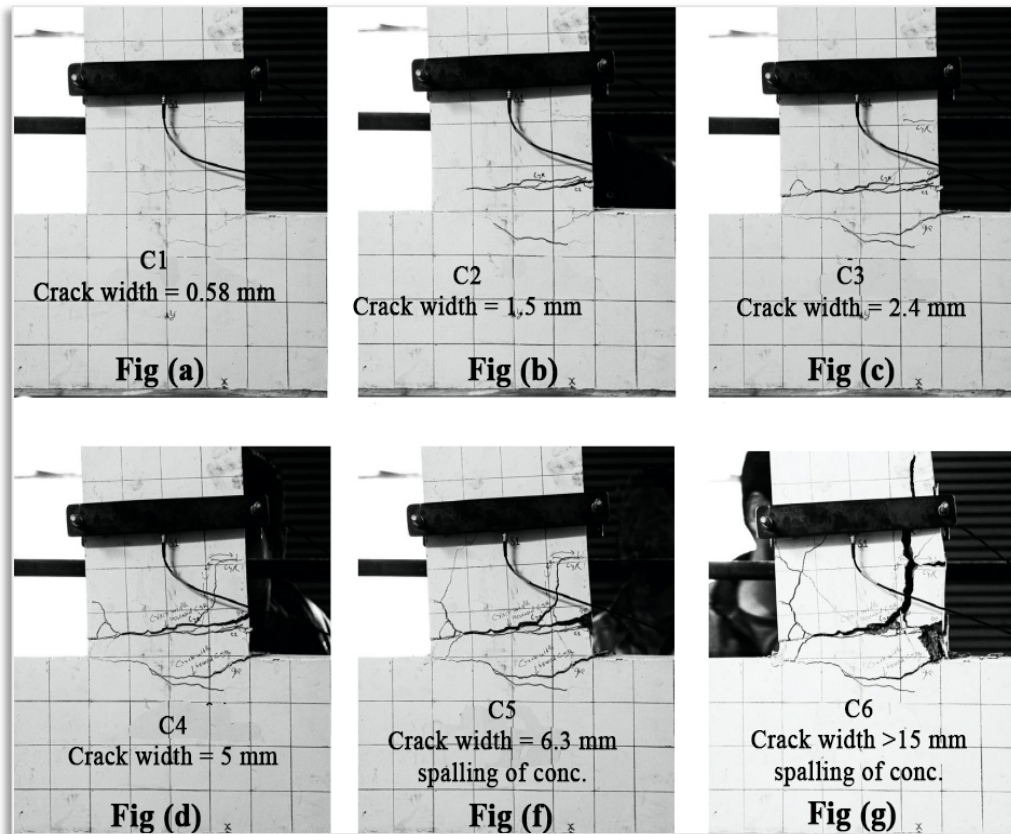 C1
Crack width = 0.58 mm
Fig (a)
C2
Crack width = 1.5 mm
Fig (b)
C3
Crack width = 2.4 mm
Fig (c)
C4
Crack width = 5 mm
Fig (d)
C5
Crack width = 6.3 mm
spalling of conc.
Fig (f)
C6
Crack width >15 mm
spalling of conc.
Fig (g)